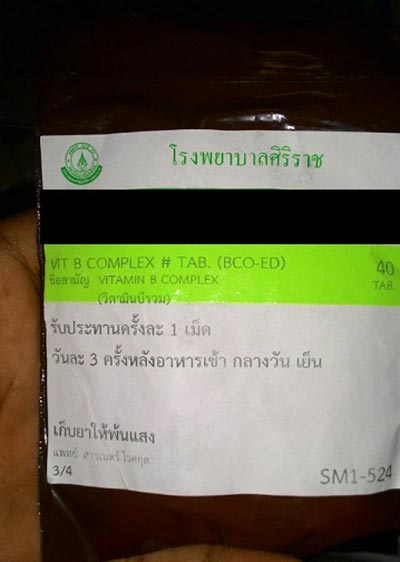 โรงพยาบาลศิริราช
VIT B COMPLEX # TAB. (BCO-ED) 40
ชื่อสามัญ VITAMIN B COMPLEX TAB.
(วิตามินบีรวม)
รับประทานครั้งละ 1 เม็ด
วันละ 3 ครั้งหลังอาหารเช้า กลางวัน เย็น
เก็บยาให้พ้นแสง
แพทย์
3/4 SM1-524